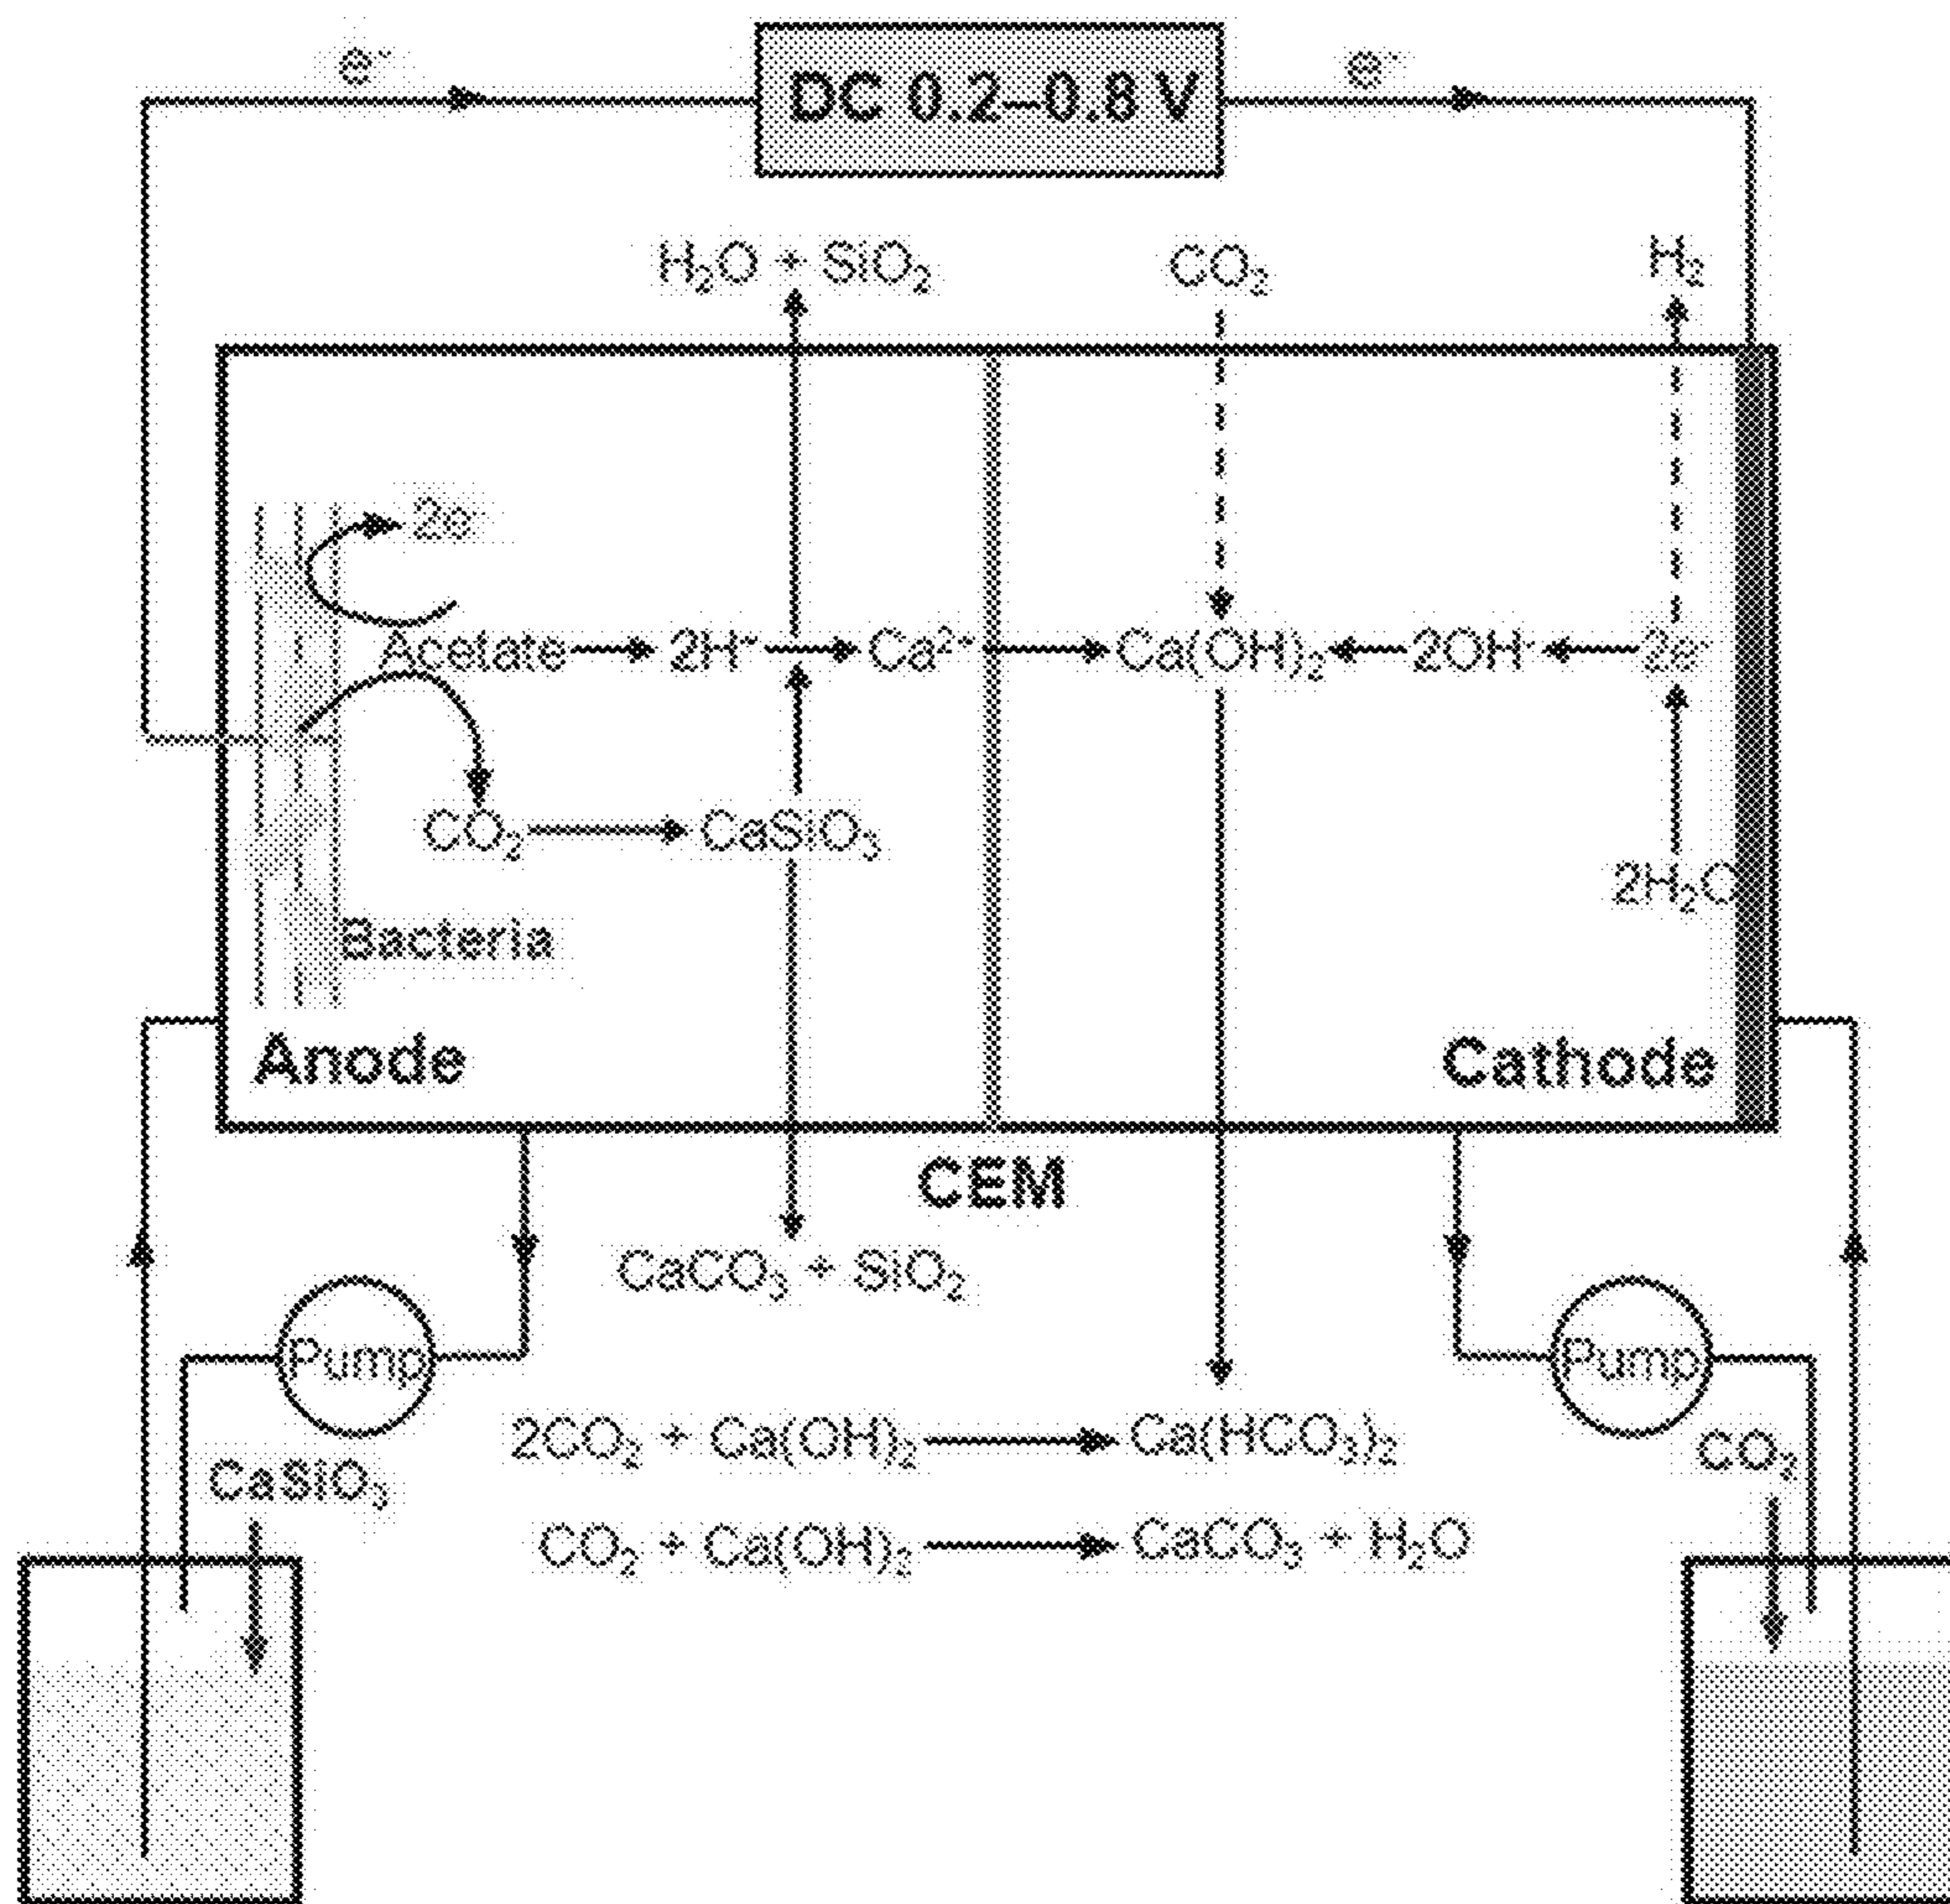 e⁻
DC 0.2–0.8 V
e⁻
H₂O + SiO₂
CO₂
H₂
2e⁻
Acetate
2H⁺
Ca²⁺
Ca(OH)₂
2OH⁻
2e⁻
CO₂
CaSiO₃
2H₂O
Bacteria
Anode
Cathode
CEM
CaCO₃ + SiO₂
Pump
Pump
CaSiO₃
2CO₂ + Ca(OH)₂
Ca(HCO₃)₂
CO₂
CO₂ + Ca(OH)₂
CaCO₃ + H₂O